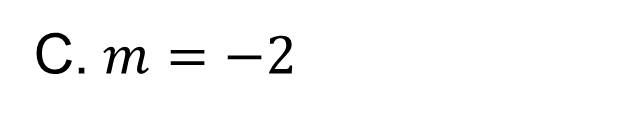 C. m = −2